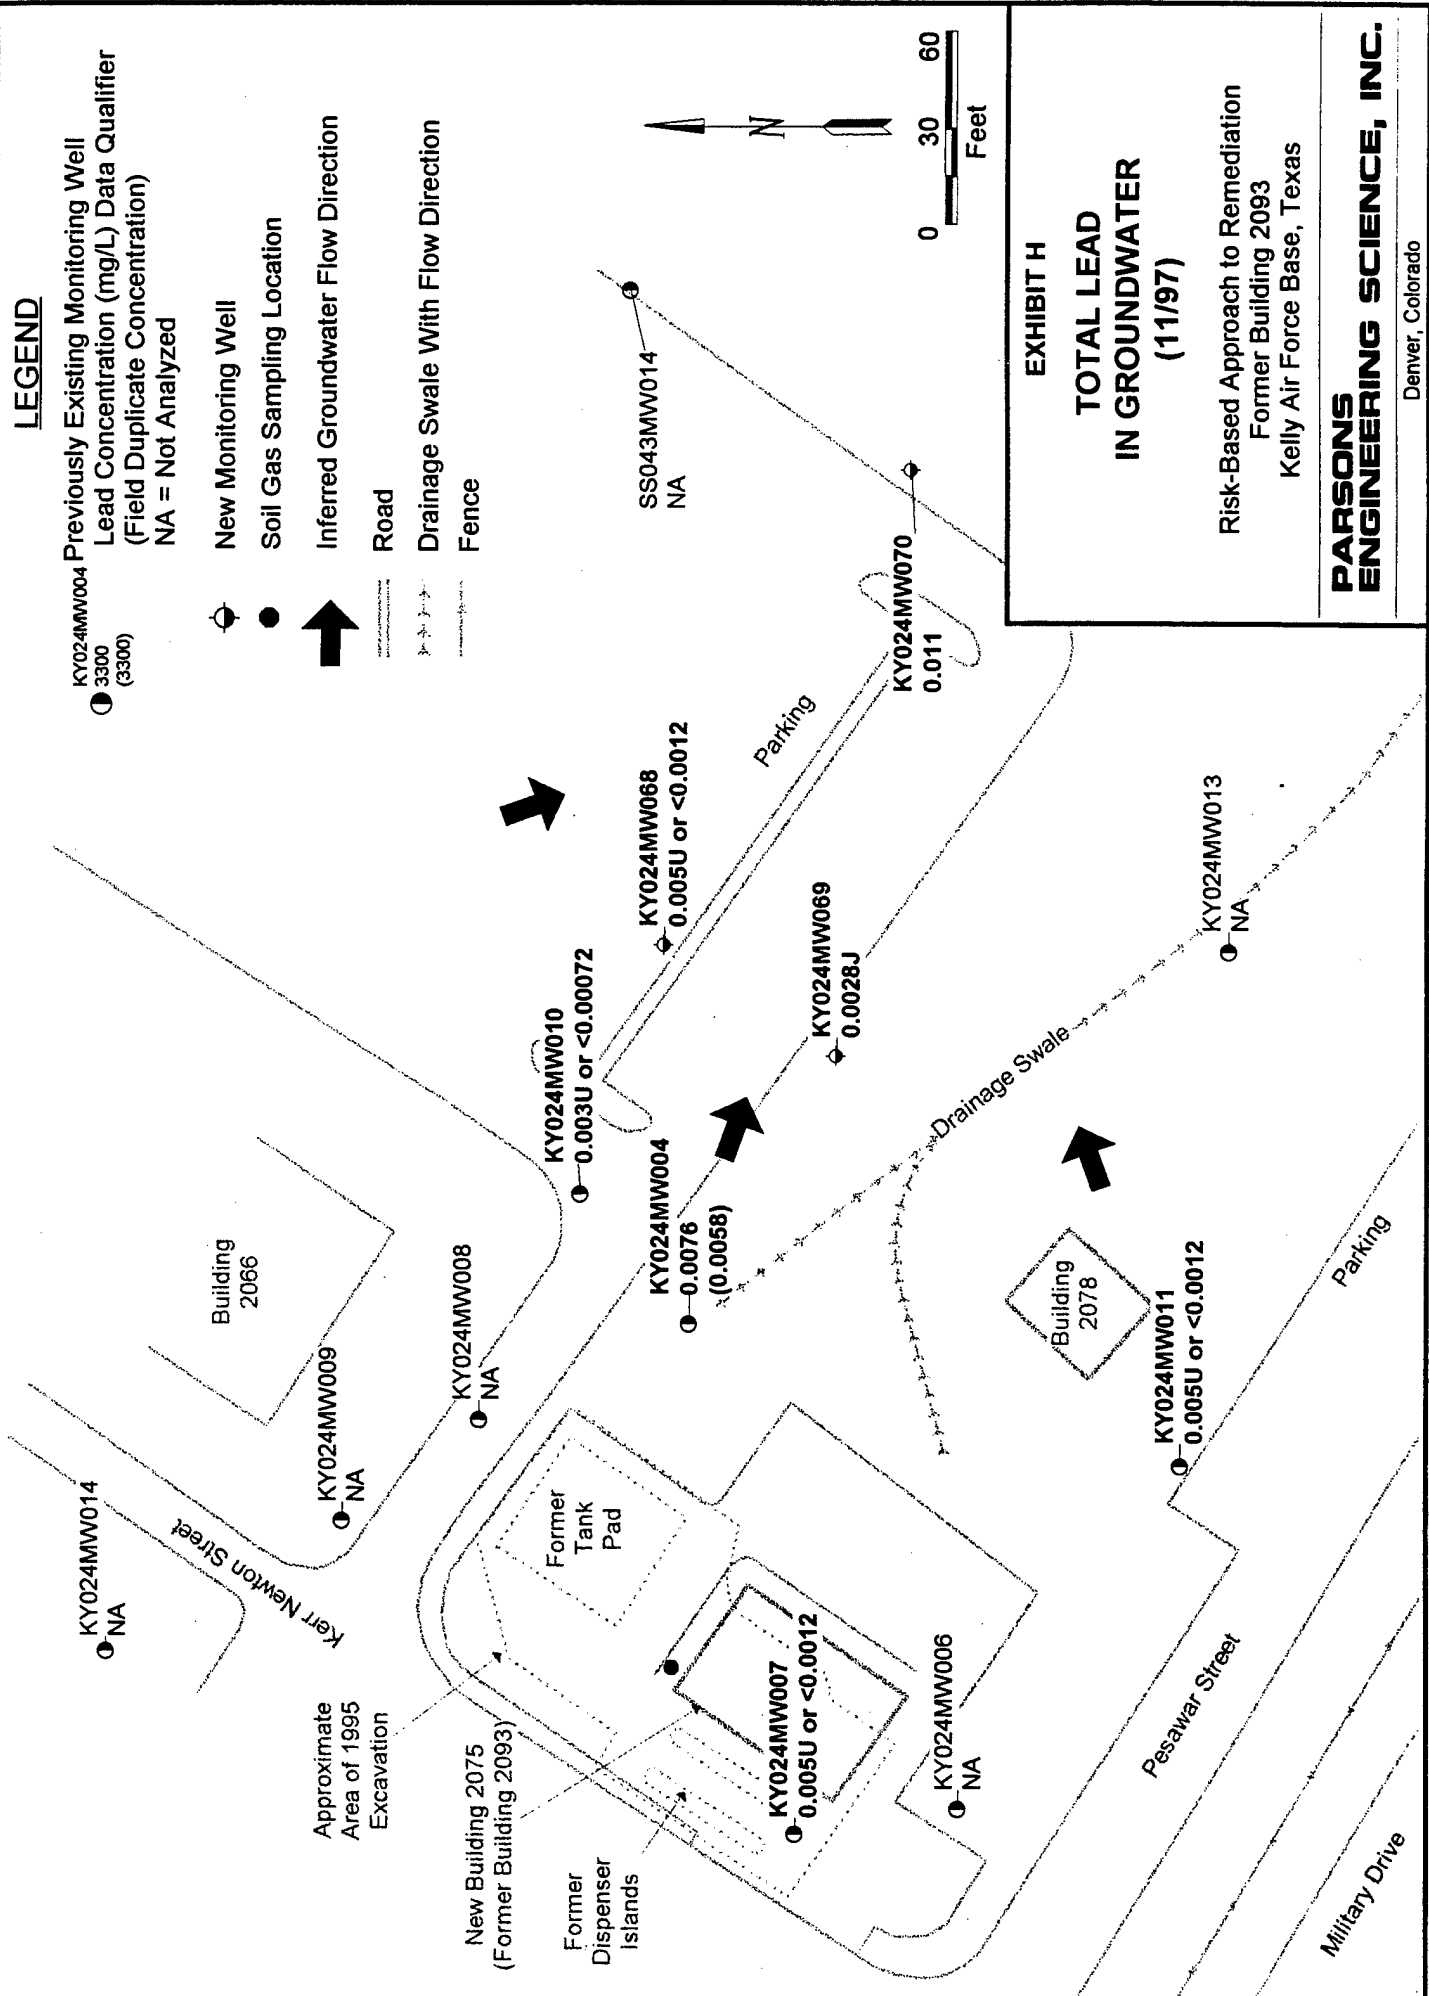 LEGEND
KY024MW004 Previously Existing Monitoring Well
3300 Lead Concentration (mg/L) Data Qualifier
(3300) (Field Duplicate Concentration)
NA = Not Analyzed
New Monitoring Well
Soil Gas Sampling Location
Inferred Groundwater Flow Direction
Road
Drainage Swale With Flow Direction
Fence
KY024MW014
NA
Kerr Newton Street
KY024MW009
NA
Building
2066
KY024MW008
NA
Approximate
Area of 1995
Excavation
New Building 2075
(Former Building 2093)
Former
Dispenser
Islands
Former
Tank
Pad
KY024MW007
0.005U or <0.0012
KY024MW006
NA
KY024MW010
0.003U or <0.00072
KY024MW004
0.0076
(0.0058)
KY024MW068
0.005U or <0.0012
KY024MW069
0.0028J
Parking
KY024MW070
0.011
SS043MW014
NA
Drainage Swale
KY024MW013
NA
Building
2078
KY024MW011
0.005U or <0.0012
Parking
Pesawar Street
Military Drive
N
0 30 60
Feet
EXHIBIT H
TOTAL LEAD
IN GROUNDWATER
(11/97)
Risk-Based Approach to Remediation
Former Building 2093
Kelly Air Force Base, Texas
PARSONS
ENGINEERING SCIENCE, INC.
Denver, Colorado